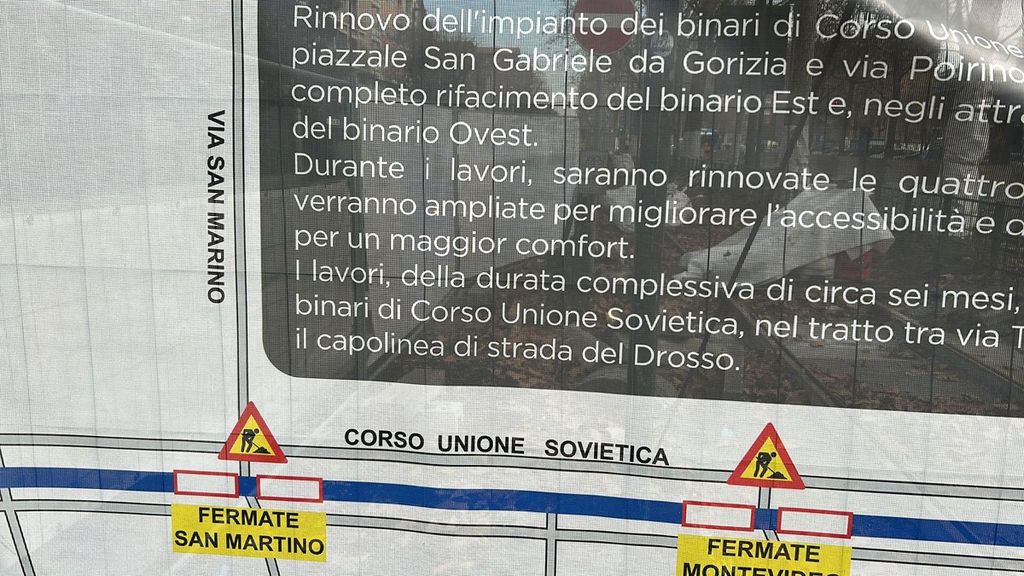 Rinnovo dell'impianto dei binari di Corso Unione
piazzale San Gabriele da Gorizia e via Poirino
completo rifacimento del binario Est e, negli attr
del binario Ovest.
Durante i lavori, saranno rinnovate le quattro
verranno ampliate per migliorare l'accessibilità e
per un maggior comfort.
I lavori, della durata complessiva di circa sei mesi,
binari di Corso Unione Sovietica, nel tratto tra via T
il capolinea di strada del Drosso.
VIA SAN MARINO
CORSO UNIONE SOVIETICA
FERMATE
SAN MARTINO
FERMATE
MONTEVIDEO